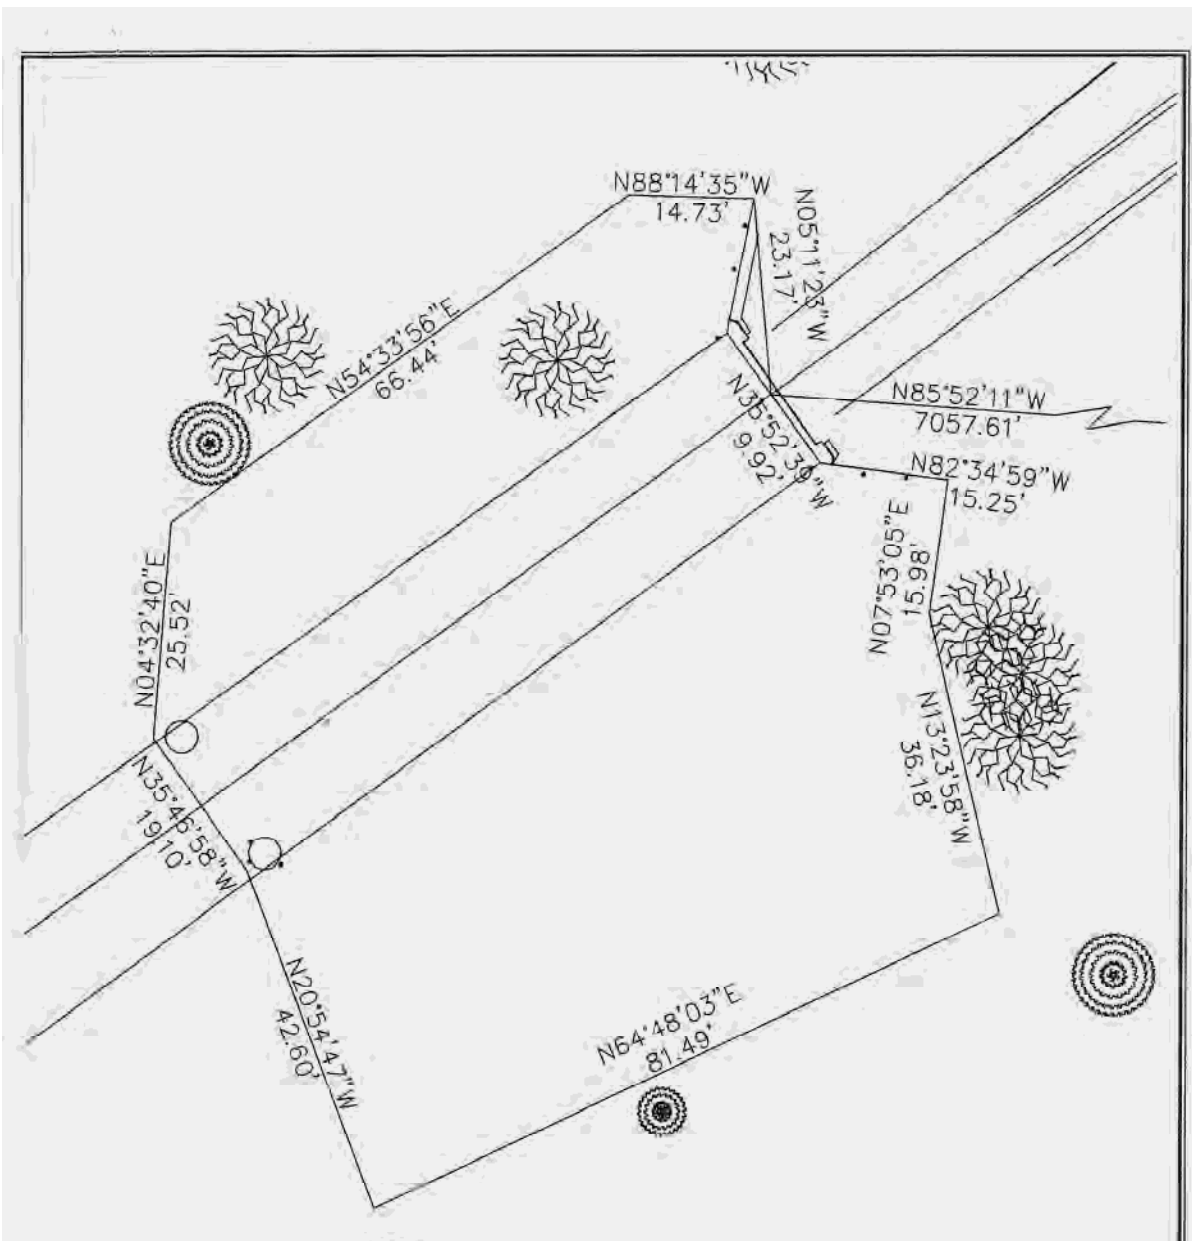 N88°14'35"W
14.73'
N05°11'23"W
23.17'
N54°33'56"E
66.44'
N85°52'11"W
7057.61'
N35°52'39"W
9.92'
N82°34'59"W
15.25'
N07°53'05"E
15.98'
N04°32'40"E
25.52'
N13°23'58"W
36.18'
N35°46'58"W
19.10'
N20°54'47"W
42.60'
N64°48'03"E
81.49'